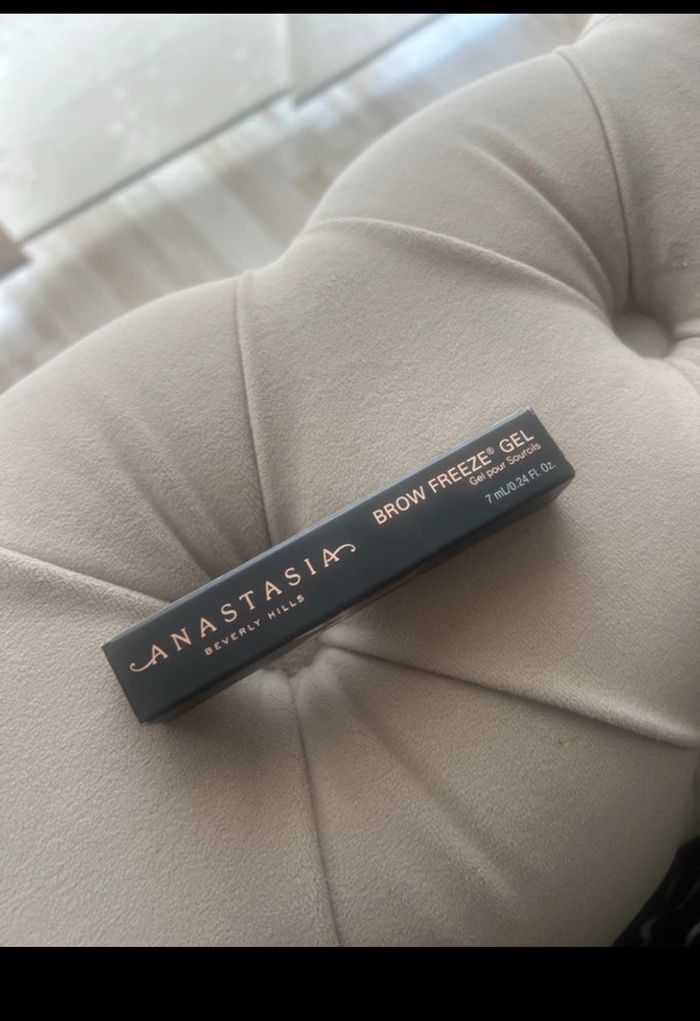 ANASTASIA
BEVERLY HILLS
BROW FREEZE® GEL
Gel pour Sourcils
7 mL/0.24 Fl. Oz.